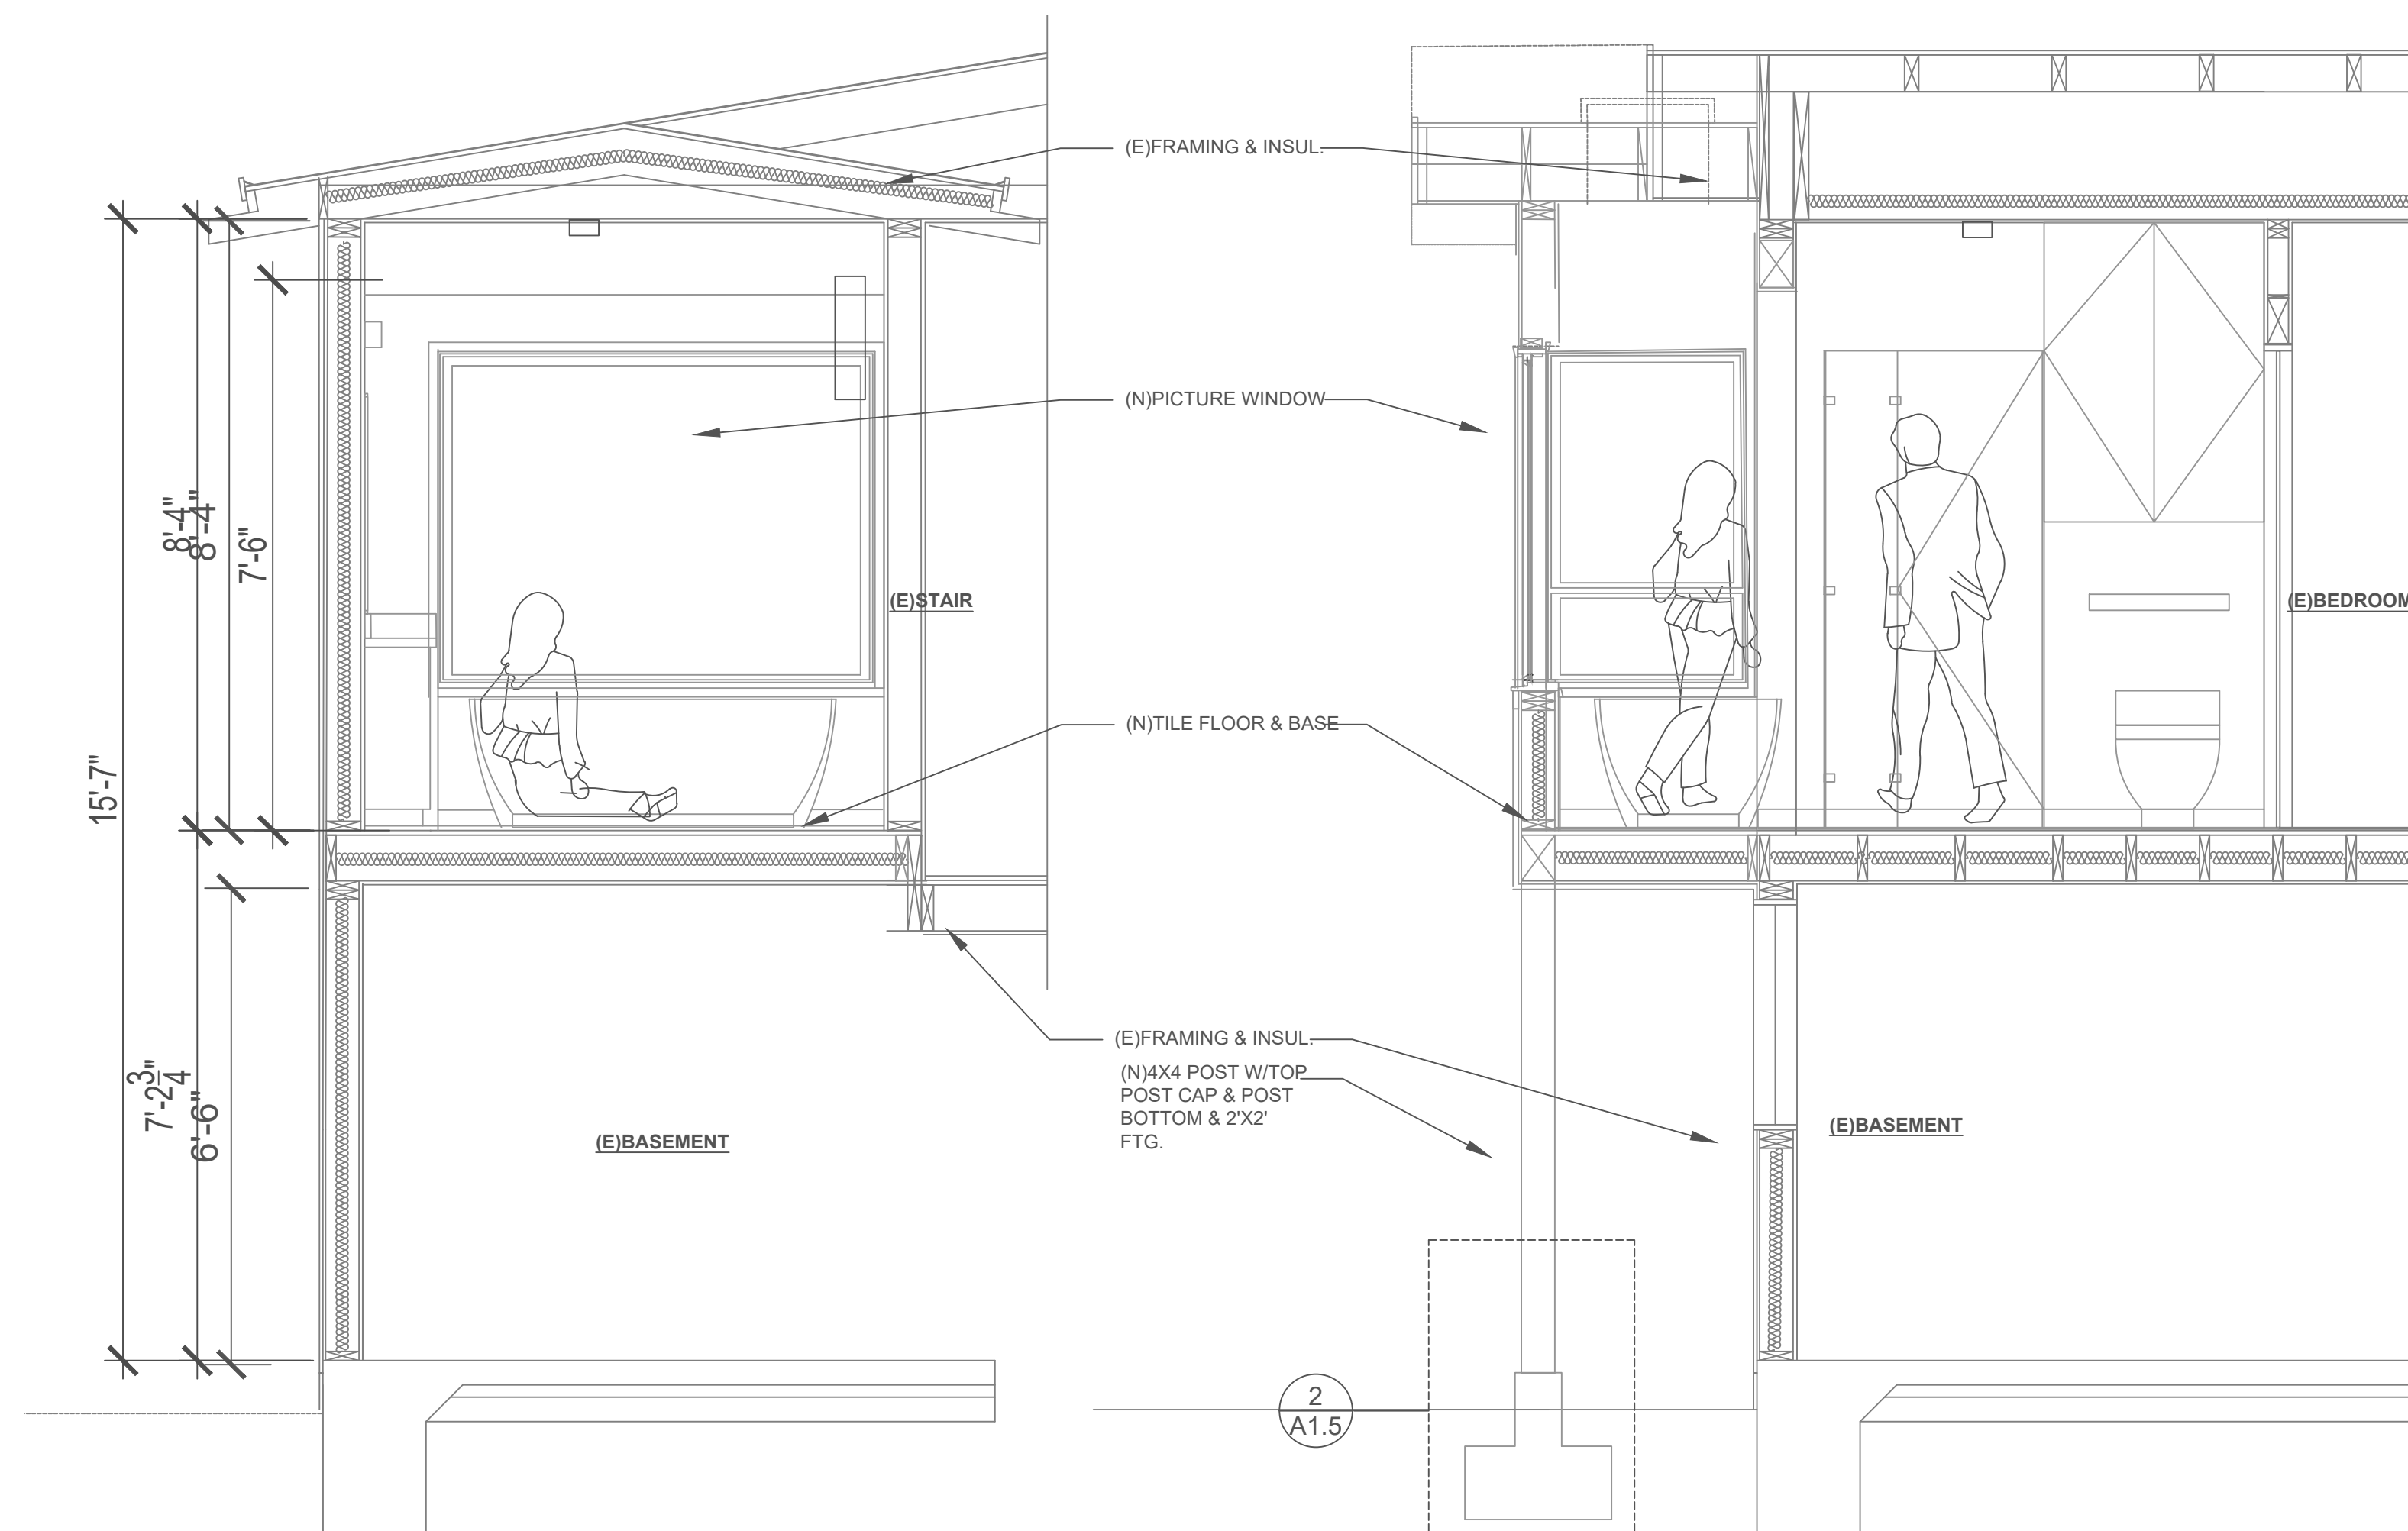 (E)FRAMING & INSUL.
(N)PICTURE WINDOW
8'-4"
8'-4"
7'-6"
(E)STAIR
(E)BEDROOM
(N)TILE FLOOR & BASE
15'-7"
(E)FRAMING & INSUL.
(N)4X4 POST W/TOP
POST CAP & POST
BOTTOM & 2'X2'
FTG.
7'-2 3/4"
6'-6"
(E)BASEMENT
(E)BASEMENT
2
A1.5